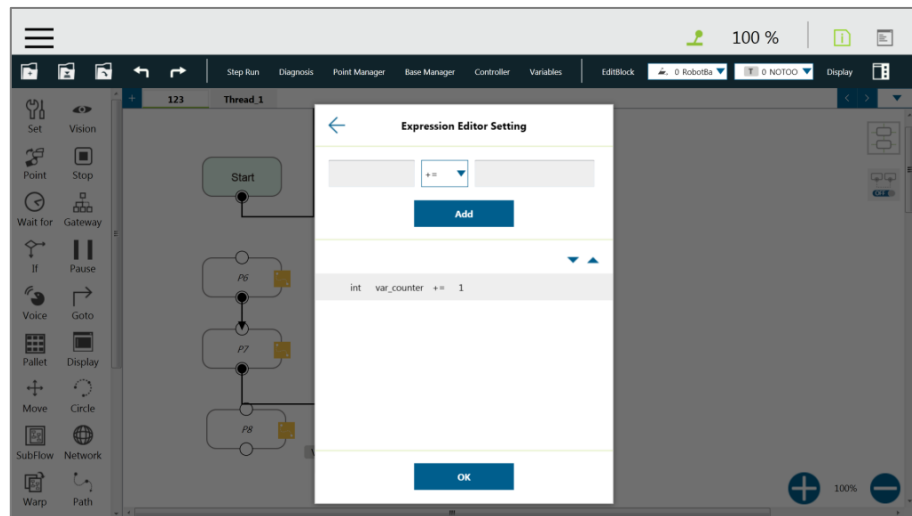 100 %
Step Run Diagnosis Point Manager Base Manager Controller Variables EditBlock 0 RobotBa T 0 NOTOO Display
+ 123 Thread_1
Expression Editor Setting
Set Vision
Point Stop
Wait for Gateway
If Pause
Voice Goto
Pallet Display
Move Circle
SubFlow Network
Warp Path
Start
P6
P7
P8
+=
Add
int var_counter += 1
OK
OFF
100%